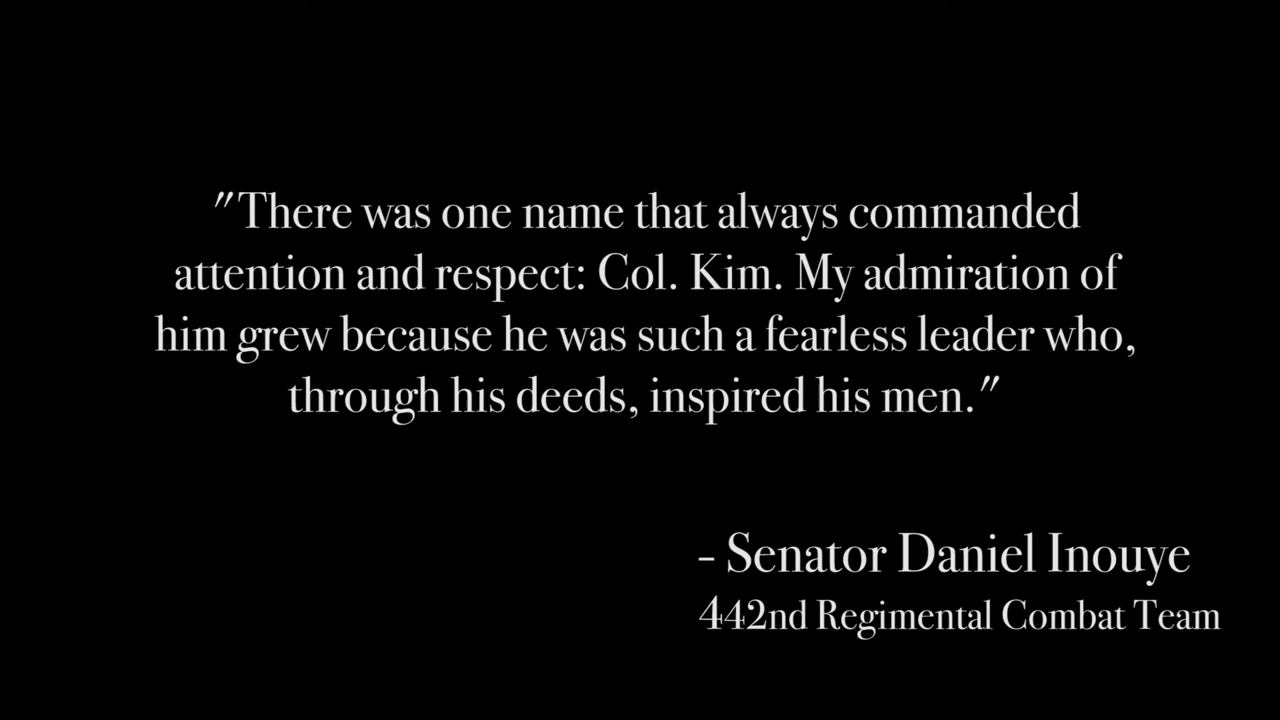 "There was one name that always commanded
attention and respect: Col. Kim. My admiration of
him grew because he was such a fearless leader who,
through his deeds, inspired his men."
- Senator Daniel Inouye
442nd Regimental Combat Team